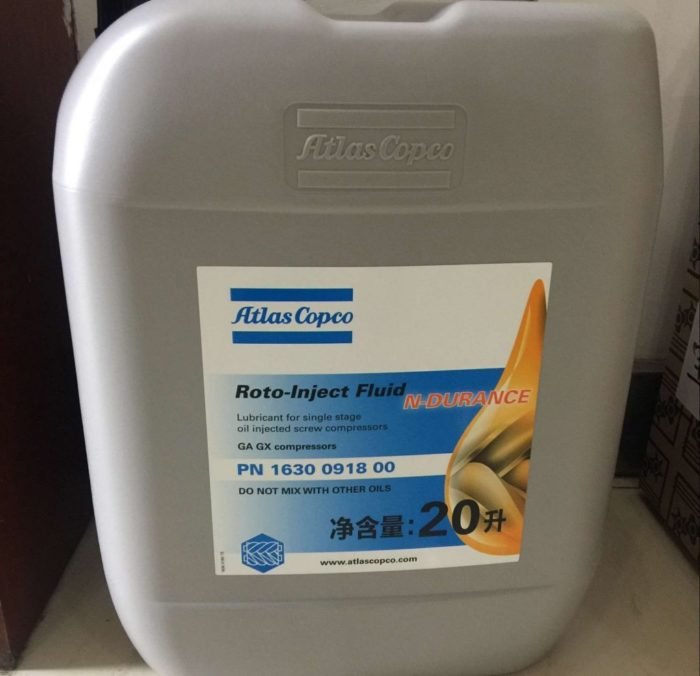 Atlas Copco
Atlas Copco
Roto-Inject Fluid
N-DURANCE
Lubricant for single stage
oil injected screw compressors
GA GX compressors
PN 1630 0918 00
DO NOT MIX WITH OTHER OILS
净含量:20升
www.atlascopco.com